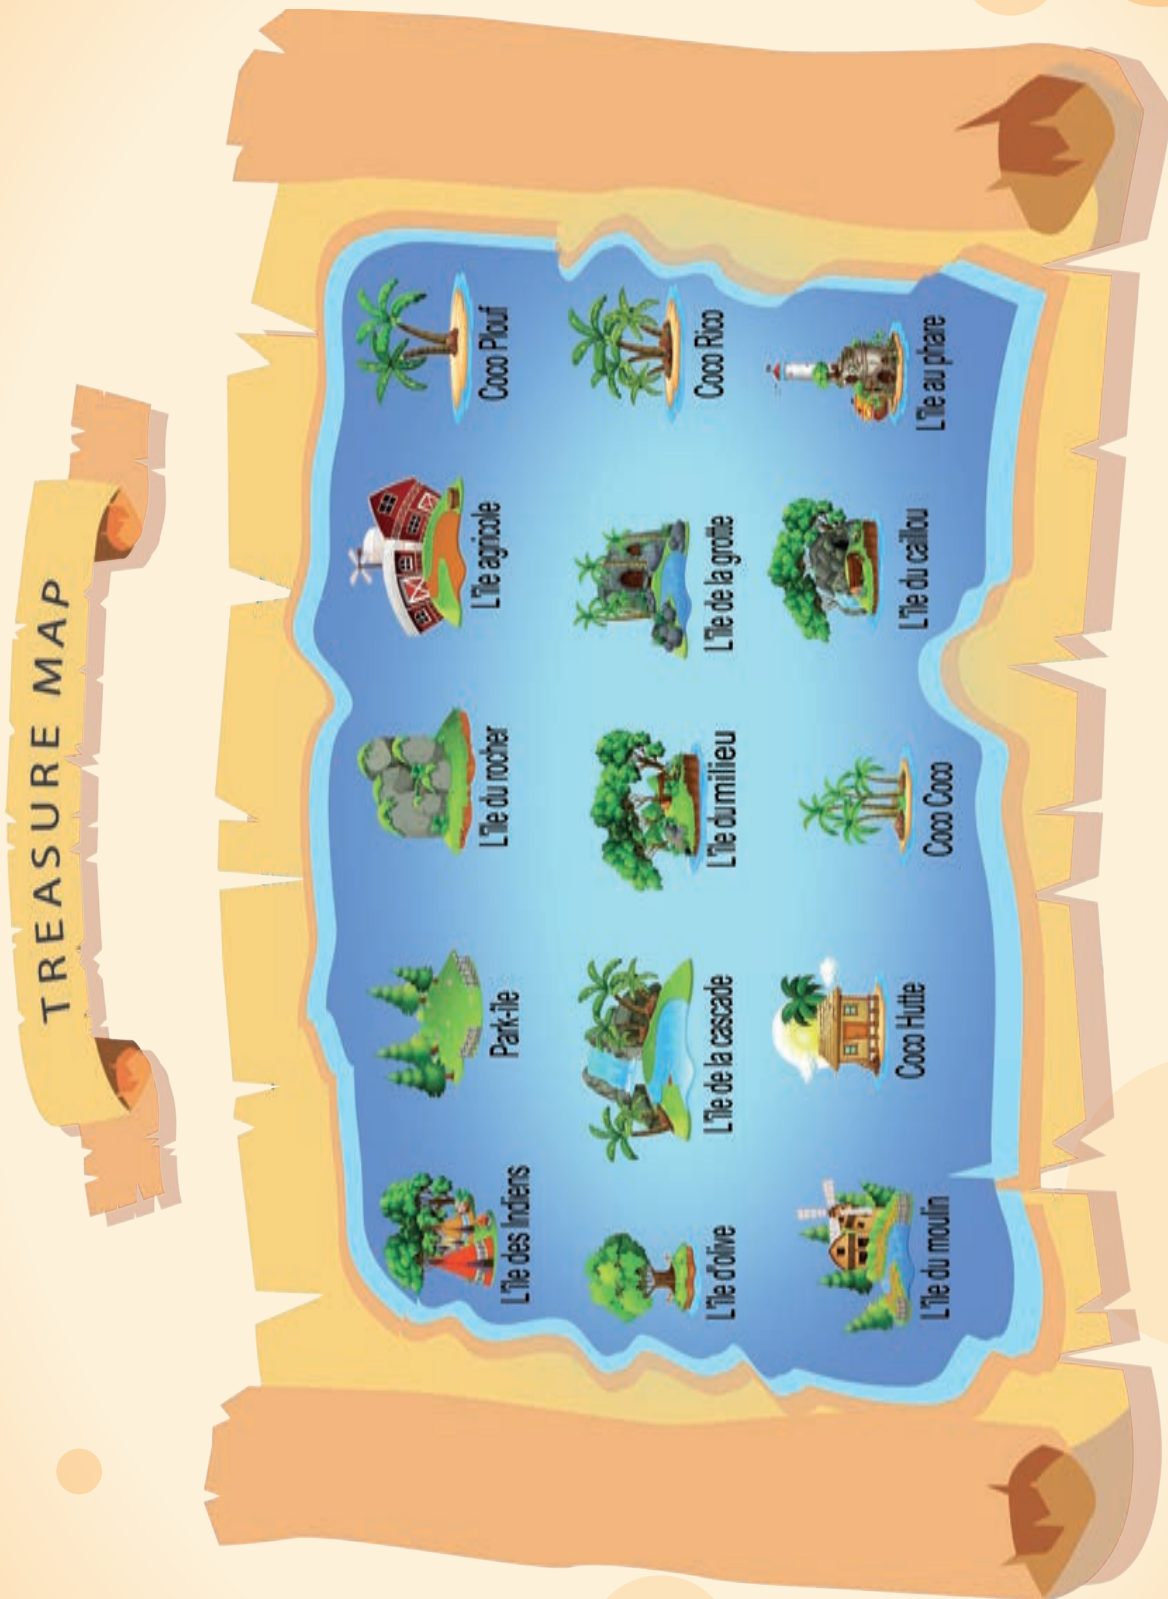 TREASURE MAP
L'île des Indiens
Park-île
L'île du rocher
L'île agricole
Coco Plouf
L'île d'olive
L'île de la cascade
L'île du milieu
L'île de la grotte
Coco Rico
L'île du moulin
Coco Hutte
Coco Coco
L'île du caillou
L'île au phare